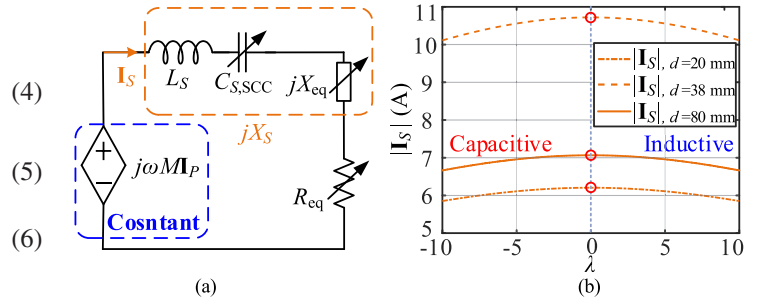 (4)
(5)
(6)
I_S
L_S
C_S,SCC
jX_eq
jX_S
+
−
jωMI_P
Cosntant
R_eq
(a)
|I_S| (A)
11
10
9
8
7
6
5
|I_S|, d=20 mm
|I_S|, d=38 mm
|I_S|, d=80 mm
Capacitive
Inductive
-10
-5
0
5
10
λ
(b)